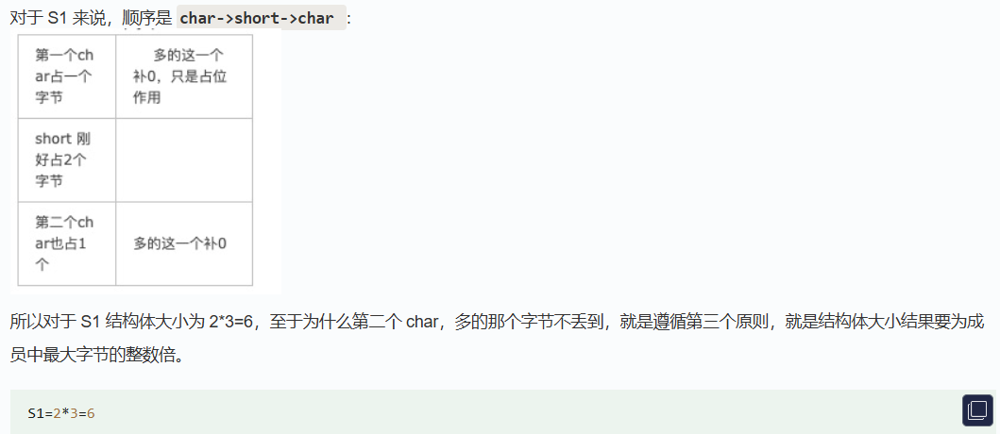 对于 S1 来说，顺序是 char->short->char ：
第一个ch
ar占一个
字节
多的这一个
补0，只是占位
作用
short 刚
好占2个
字节
第二个ch
ar也占1
个
多的这一个补0
所以对于 S1 结构体大小为 2*3=6，至于为什么第二个 char，多的那个字节不丢到，就是遵循第三个原则，就是结构体大小结果要为成
员中最大字节的整数倍。
S1=2*3=6